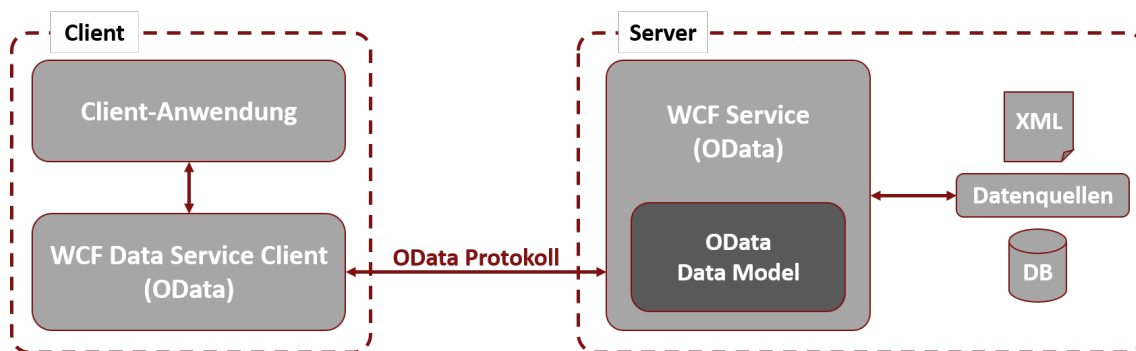 Client
Client-Anwendung
WCF Data Service Client
(OData)
OData Protokoll
Server
WCF Service
(OData)
OData
Data Model
XML
Datenquellen
DB